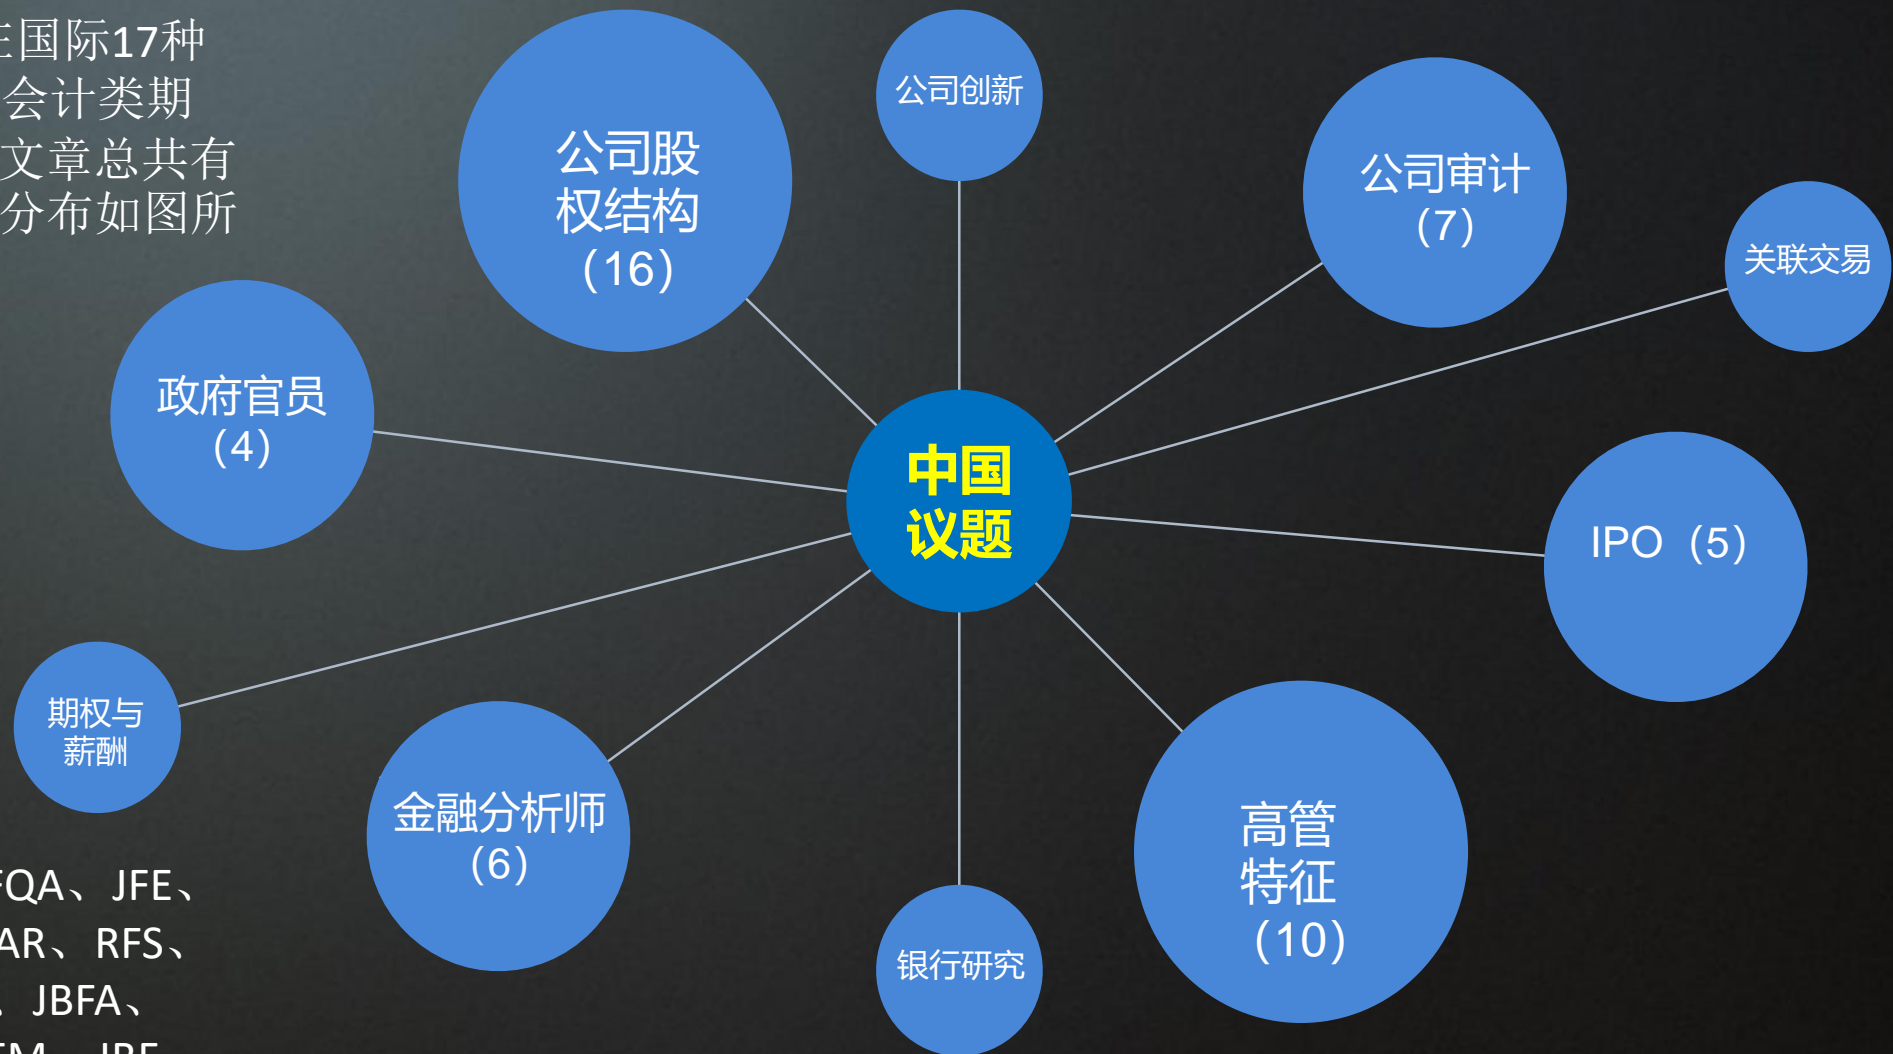 国际17种
会计类期
文章总共有
分布如图所
公司股
权结构
（16）
公司创新
公司审计
（7）
关联交易
政府官员
（4）
中国
议题
IPO（5）
期权与
薪酬
金融分析师
（6）
高管
特征
（10）
银行研究
FQA、JFE、
AR、RFS、
、JBFA、